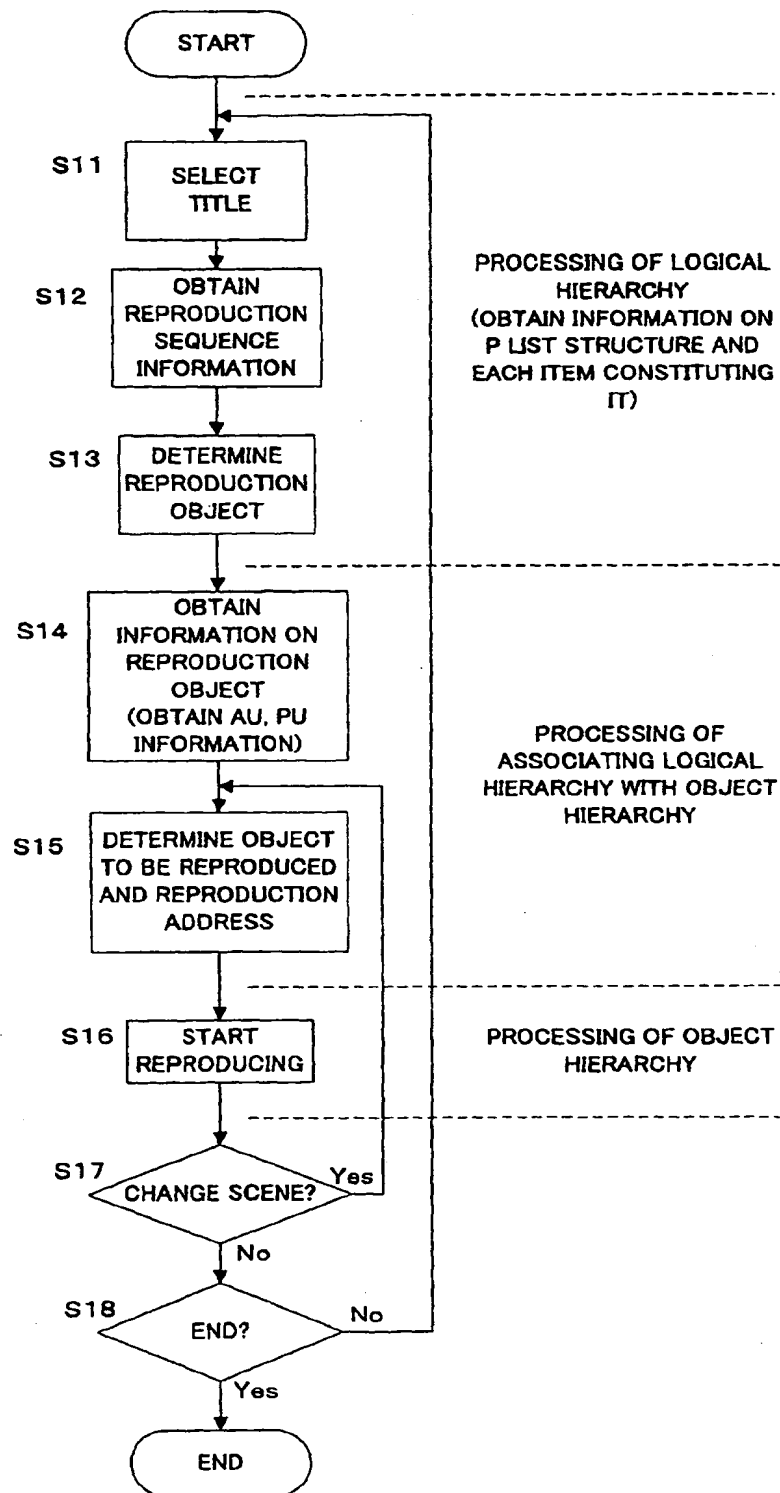 START
S11
SELECT
TITLE
S12
OBTAIN
REPRODUCTION
SEQUENCE
INFORMATION
PROCESSING OF LOGICAL
HIERARCHY
(OBTAIN INFORMATION ON
P LIST STRUCTURE AND
EACH ITEM CONSTITUTING
IT)
S13
DETERMINE
REPRODUCTION
OBJECT
S14
OBTAIN
INFORMATION ON
REPRODUCTION
OBJECT
(OBTAIN AU, PU
INFORMATION)
PROCESSING OF
ASSOCIATING LOGICAL
HIERARCHY WITH OBJECT
HIERARCHY
S15
DETERMINE OBJECT
TO BE REPRODUCED
AND REPRODUCTION
ADDRESS
S16
START
REPRODUCING
PROCESSING OF OBJECT
HIERARCHY
S17
CHANGE SCENE?
Yes
No
S18
END?
No
Yes
END